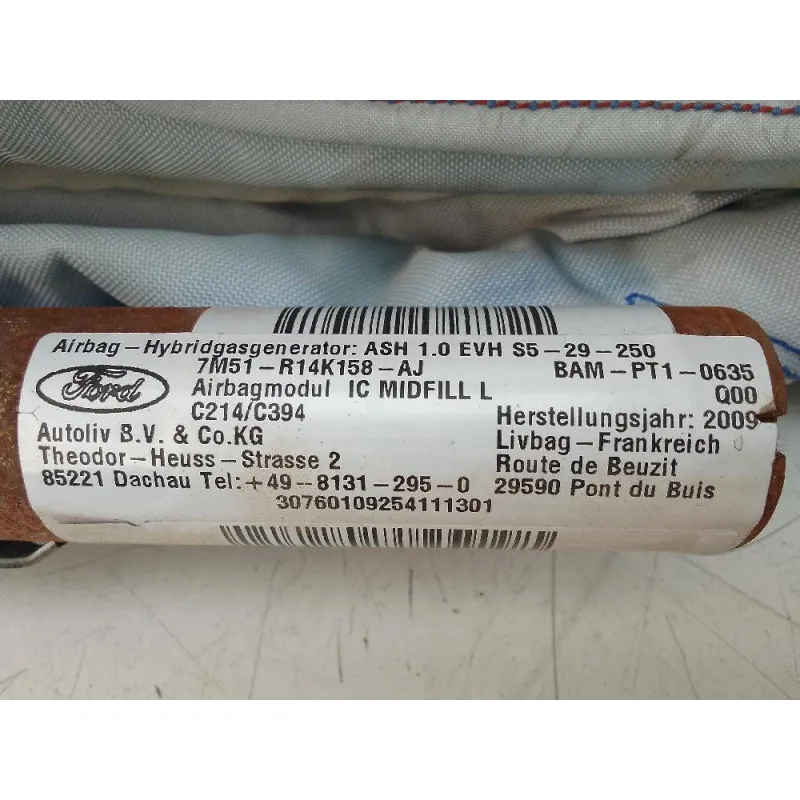 Airbag-Hybridgasgenerator: ASH 1.0 EVH S5-29-250
7M51-R14K158-AJ BAM-PT1-0635
Ford Airbagmodul IC MIDFILL L Q00
C214/C394 Herstellungsjahr: 2009
Autoliv B.V. & Co.KG Livbag-Frankreich
Theodor-Heuss-Strasse 2 Route de Beuzit
85221 Dachau Tel:+49-8131-295-0 29590 Pont du Buis
30760109254111301